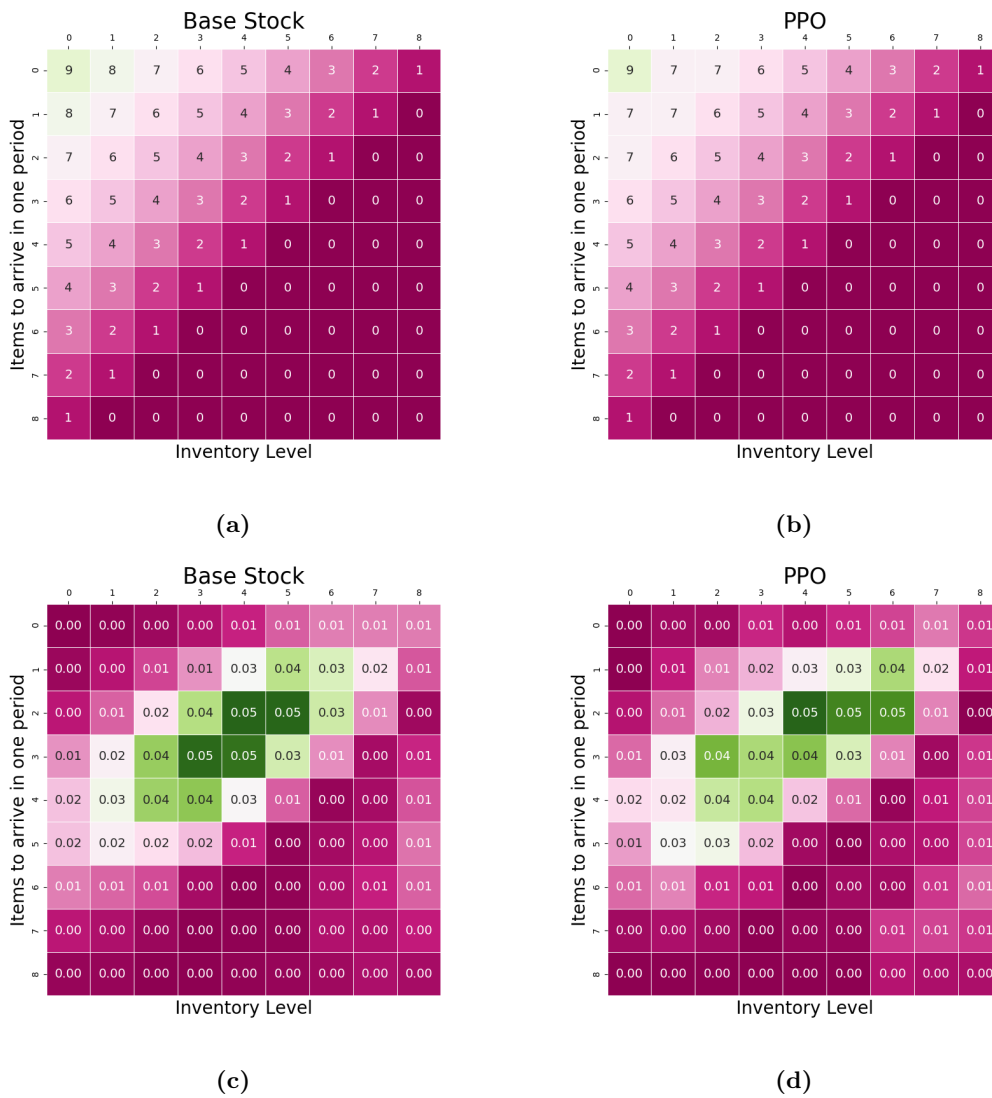 Base Stock PPO
0 1 2 3 4 5 6 7 8 0 1 2 3 4 5 6 7 8
0 9 8 7 6 5 4 3 2 1 0 9 7 7 6 5 4 3 2 1
1 8 7 6 5 4 3 2 1 0 1 7 7 6 5 4 3 2 1 0
2 7 6 5 4 3 2 1 0 0 2 7 6 5 4 3 2 1 0 0
3 6 5 4 3 2 1 0 0 0 3 6 5 4 3 2 1 0 0 0
4 5 4 3 2 1 0 0 0 0 4 5 4 3 2 1 0 0 0 0
5 4 3 2 1 0 0 0 0 0 5 4 3 2 1 0 0 0 0 0
6 3 2 1 0 0 0 0 0 0 6 3 2 1 0 0 0 0 0 0
7 2 1 0 0 0 0 0 0 0 7 2 1 0 0 0 0 0 0 0
8 1 0 0 0 0 0 0 0 0 8 1 0 0 0 0 0 0 0 0
Items to arrive in one period Items to arrive in one period
Inventory Level Inventory Level
(a) (b)
Base Stock PPO
0 1 2 3 4 5 6 7 8 0 1 2 3 4 5 6 7 8
0 0.00 0.00 0.00 0.00 0.01 0.01 0.01 0.01 0.01 0 0.00 0.00 0.00 0.01 0.00 0.01 0.01 0.01 0.01
1 0.00 0.00 0.01 0.01 0.03 0.04 0.03 0.02 0.01 1 0.00 0.01 0.01 0.02 0.03 0.03 0.04 0.02 0.01
2 0.00 0.01 0.02 0.04 0.05 0.05 0.03 0.01 0.00 2 0.00 0.01 0.02 0.03 0.05 0.05 0.05 0.01 0.00
3 0.01 0.02 0.04 0.05 0.05 0.03 0.01 0.00 0.00 3 0.01 0.03 0.04 0.04 0.04 0.03 0.01 0.00 0.01
4 0.02 0.03 0.04 0.04 0.03 0.01 0.00 0.00 0.01 4 0.02 0.02 0.04 0.04 0.02 0.01 0.00 0.01 0.01
5 0.02 0.02 0.02 0.02 0.01 0.00 0.00 0.00 0.01 5 0.01 0.03 0.03 0.02 0.00 0.00 0.00 0.00 0.01
6 0.01 0.01 0.01 0.00 0.00 0.00 0.00 0.01 0.01 6 0.01 0.01 0.01 0.01 0.00 0.00 0.00 0.01 0.01
7 0.00 0.00 0.00 0.00 0.00 0.00 0.00 0.00 0.00 7 0.00 0.00 0.00 0.00 0.00 0.00 0.01 0.01 0.01
8 0.00 0.00 0.00 0.00 0.00 0.00 0.00 0.00 0.00 8 0.00 0.00 0.00 0.00 0.00 0.00 0.00 0.00 0.00
Items to arrive in one period Items to arrive in one period
Inventory Level Inventory Level
(c) (d)